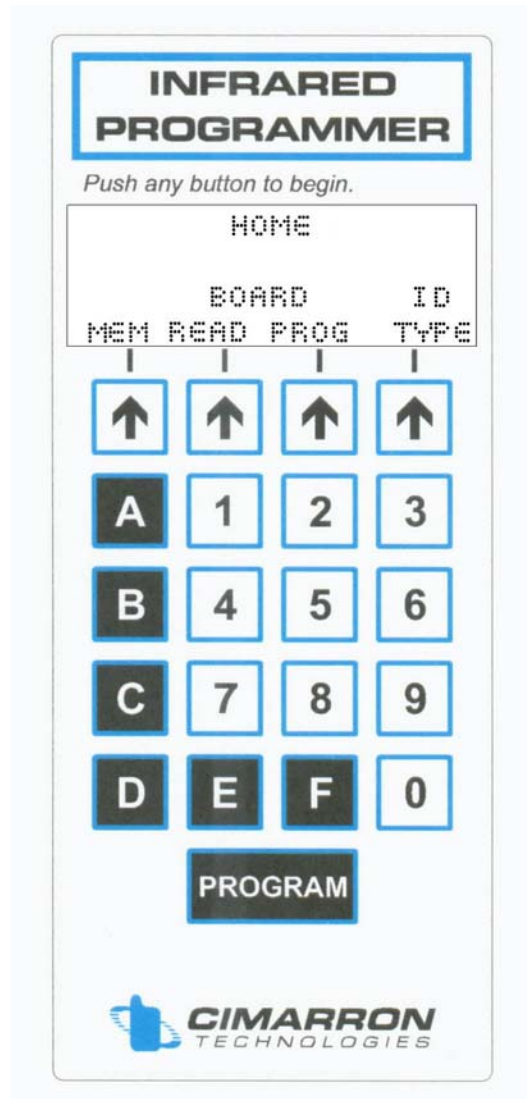 INFRARED
PROGRAMMER
Push any button to begin.
HOME
BOARD ID
MEM READ PROG TYPE
A 1 2 3
B 4 5 6
C 7 8 9
D E F 0
PROGRAM
CIMARRON
TECHNOLOGIES